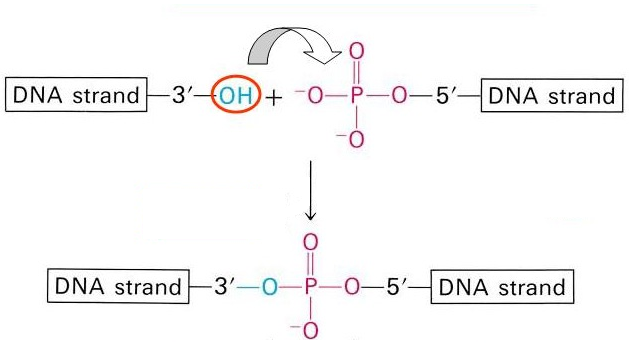 O
DNA strand 3′ OH + ⁻O P O 5′ DNA strand
⁻O
O
DNA strand 3′ O P O 5′ DNA strand
⁻O